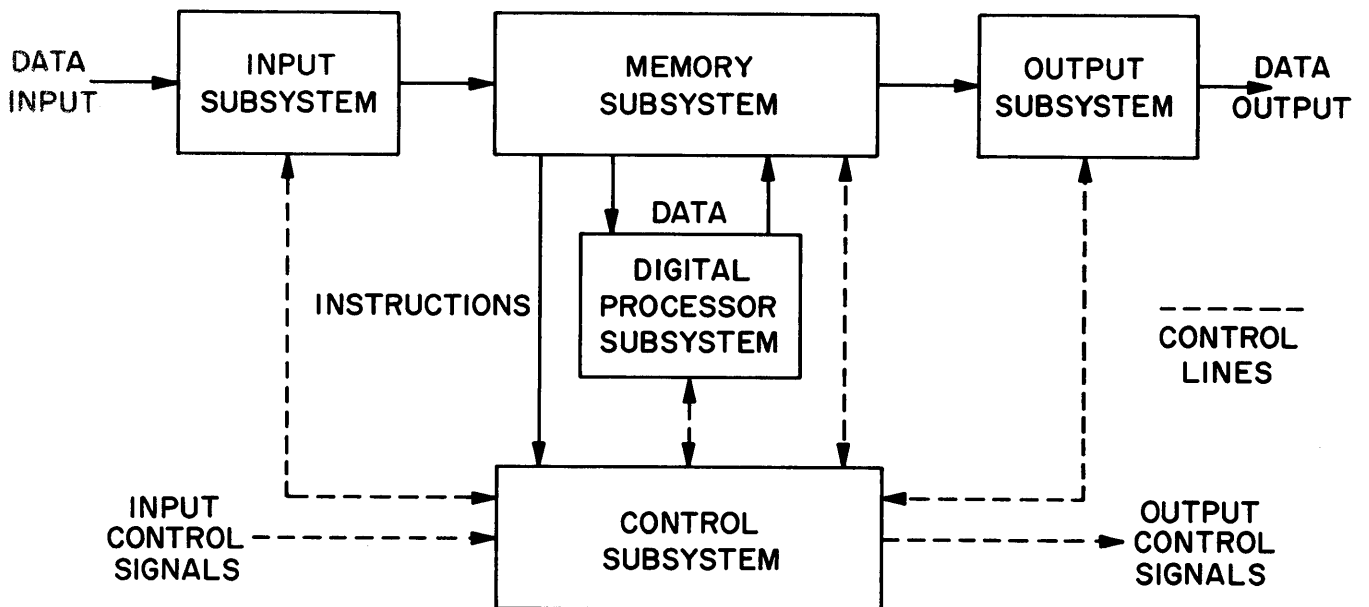 DATA
INPUT
INPUT
SUBSYSTEM
MEMORY
SUBSYSTEM
OUTPUT
SUBSYSTEM
DATA
OUTPUT
DATA
DIGITAL
PROCESSOR
SUBSYSTEM
INSTRUCTIONS
CONTROL
LINES
INPUT
CONTROL
SIGNALS
CONTROL
SUBSYSTEM
OUTPUT
CONTROL
SIGNALS